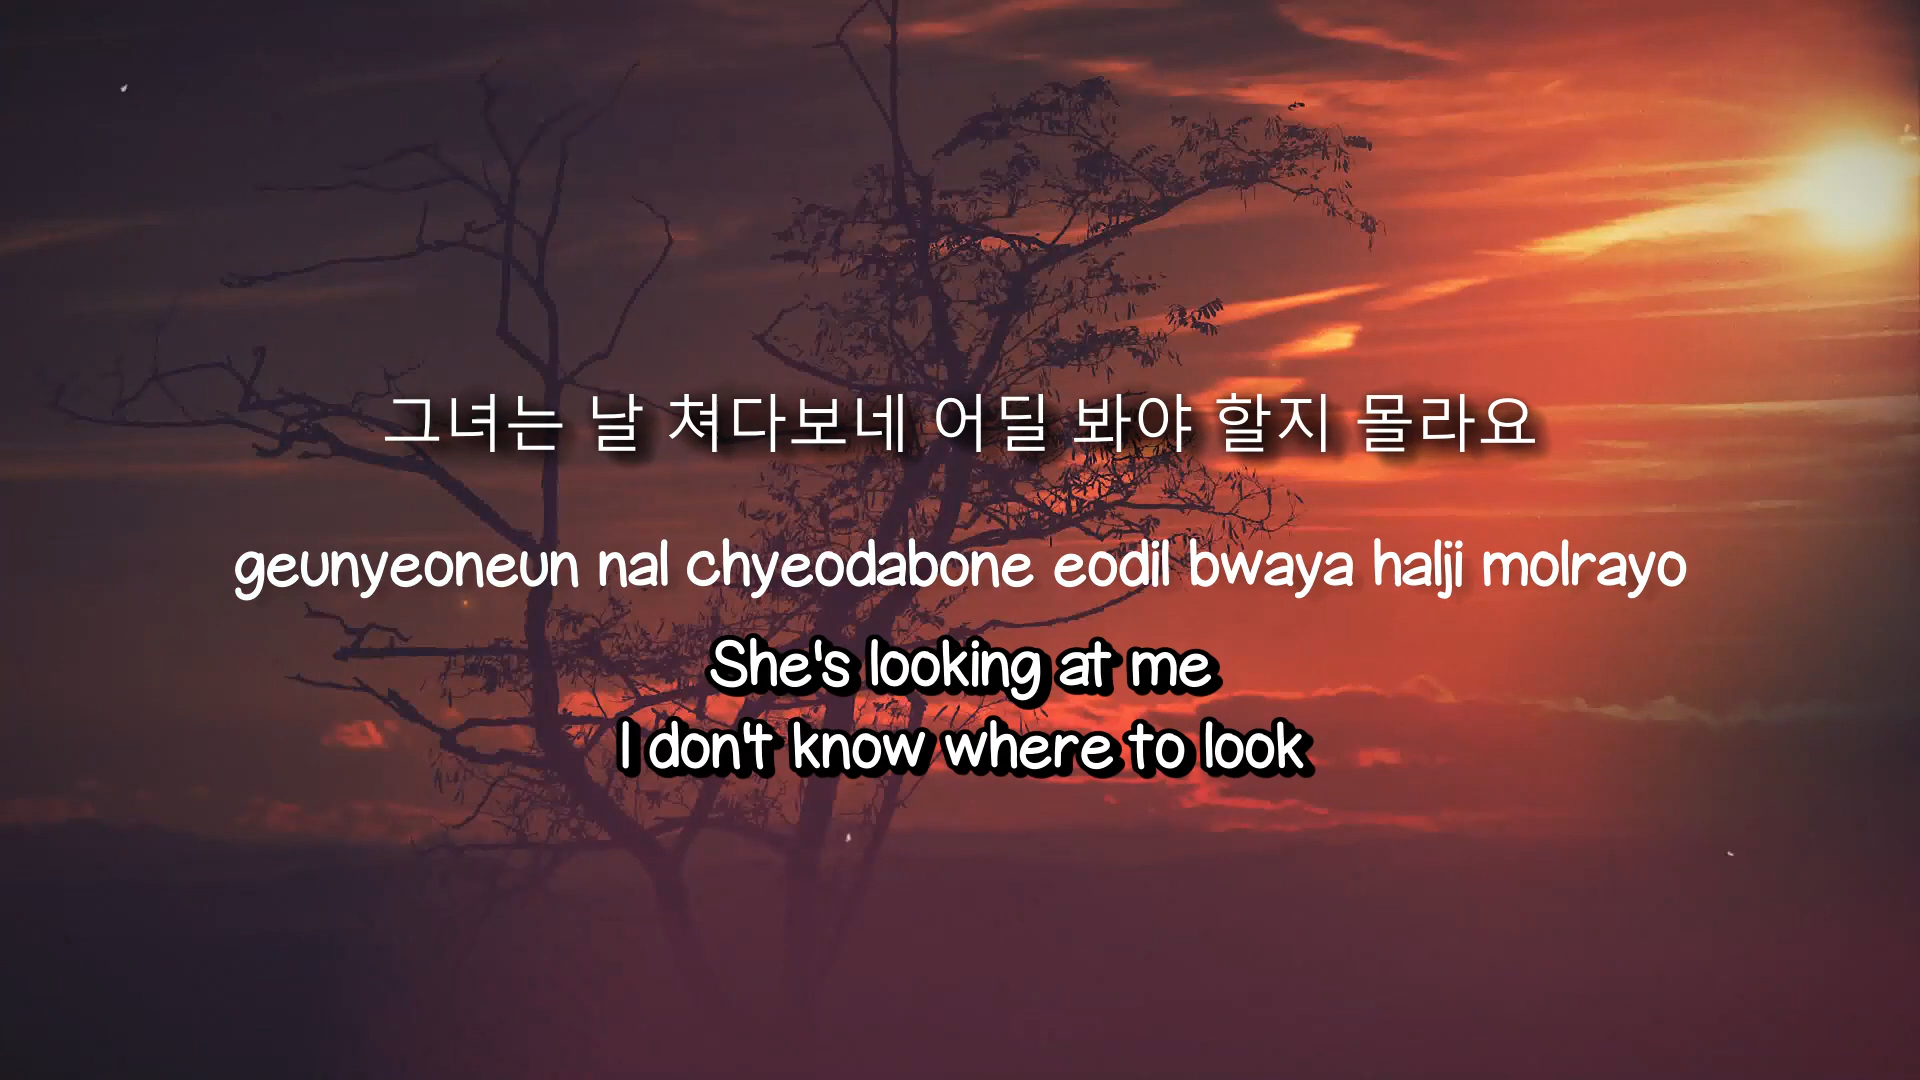 그녀는 날 쳐다보네 어딜 봐야 할지 몰라요
geunyeoneun nal chyeodabone eodil bwaya halji molrayo
She's looking at me
I don't know where to look